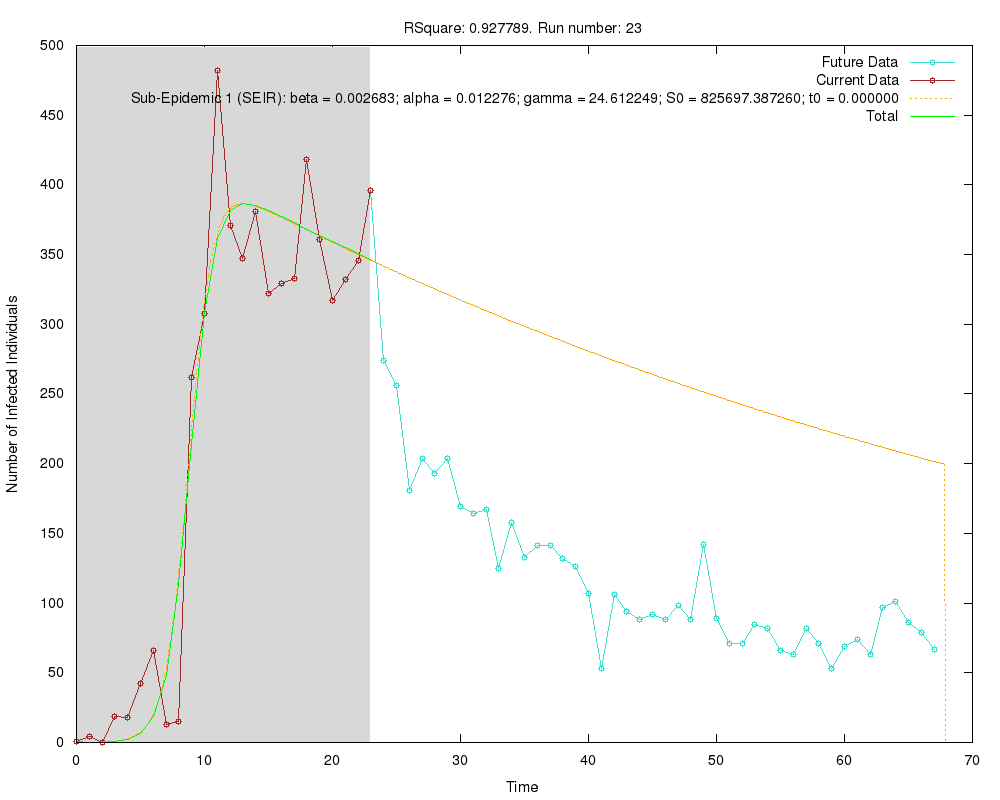 RSquare: 0.927789. Run number: 23
Future Data
Current Data
Sub-Epidemic 1 (SEIR): beta = 0.002683; alpha = 0.012276; gamma = 24.612249; S0 = 825697.387260; t0 = 0.000000
Total
500
450
400
350
300
250
200
150
100
50
0
Number of Infected Individuals
0 10 20 30 40 50 60 70
Time